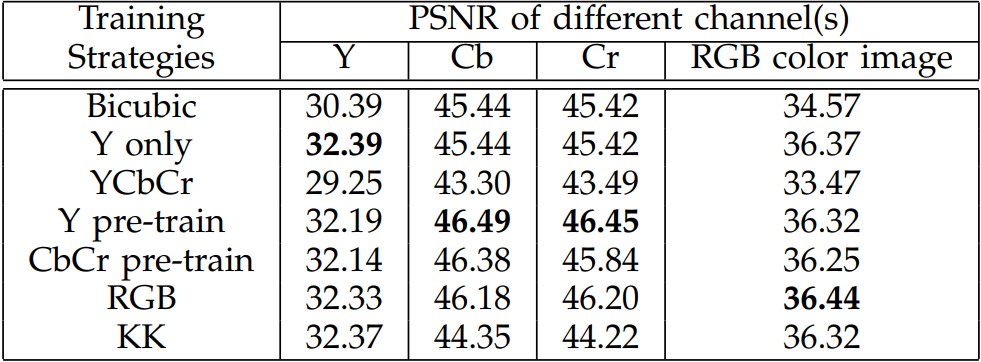 Training PSNR of different channel(s)
Strategies Y Cb Cr RGB color image
Bicubic 30.39 45.44 45.42 34.57
Y only 32.39 45.44 45.42 36.37
YCbCr 29.25 43.30 43.49 33.47
Y pre-train 32.19 46.49 46.45 36.32
CbCr pre-train 32.14 46.38 45.84 36.25
RGB 32.33 46.18 46.20 36.44
KK 32.37 44.35 44.22 36.32